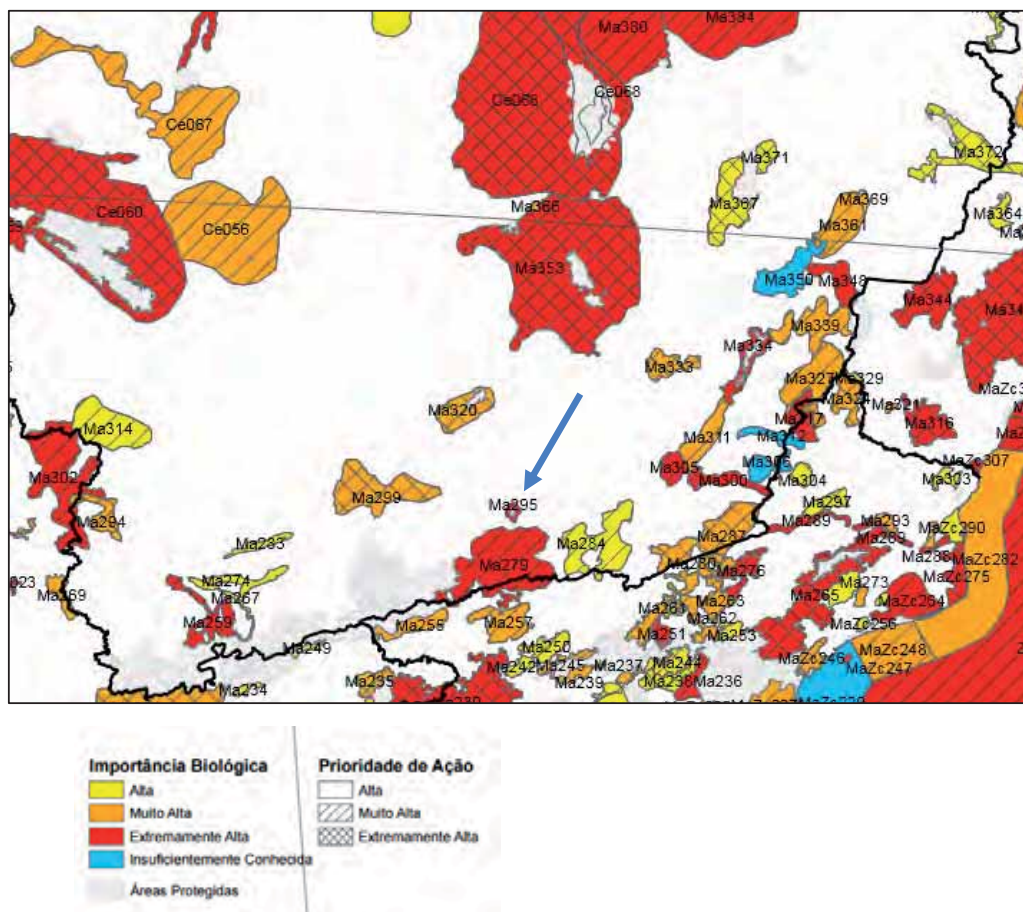 Ma394
Ma380
Ce066
Ce068
Ce067
Ma372
Ma371
Ma366
Ma367
Ma369
Ma364
Ce060
Ce056
Ma361
Ma353
Ma350
Ma348
Ma344
Ma339
Ma334
Ma333
Ma327
Ma329
Ma324
Ma320
Ma321
Ma317
Ma316
Ma314
Ma311
Ma312
MaZc307
Ma302
Ma305
Ma306
Ma300
Ma304
Ma303
Ma299
Ma295
Ma297
Ma294
Ma289
Ma293
MaZc290
Ma287
Ma284
Ma288
MaZc282
Ma279
Ma280
Ma276
MaZc275
Ma274
Ma273
Ma269
Ma267
Ma265
MaZc264
Ma263
Ma261
Ma262
Ma259
Ma257
MaZc256
Ma255
Ma253
Ma251
Ma250
Ma249
MaZc248
MaZc247
MaZc246
Ma242
Ma245
Ma244
Ma237
Ma239
Ma238
Ma236
Ma235
Ma234
Importância Biológica
Alta
Muito Alta
Extremamente Alta
Insuficientemente Conhecida
Áreas Protegidas
Prioridade de Ação
Alta
Muito Alta
Extremamente Alta